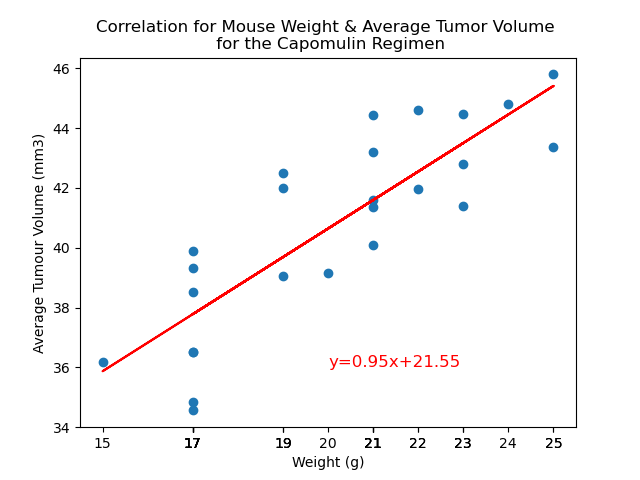 Correlation for Mouse Weight & Average Tumor Volume
for the Capomulin Regimen
46
44
42
40
38
36
34
Average Tumour Volume (mm3)
y=0.95x+21.55
15 17 19 20 21 22 23 24 25
Weight (g)